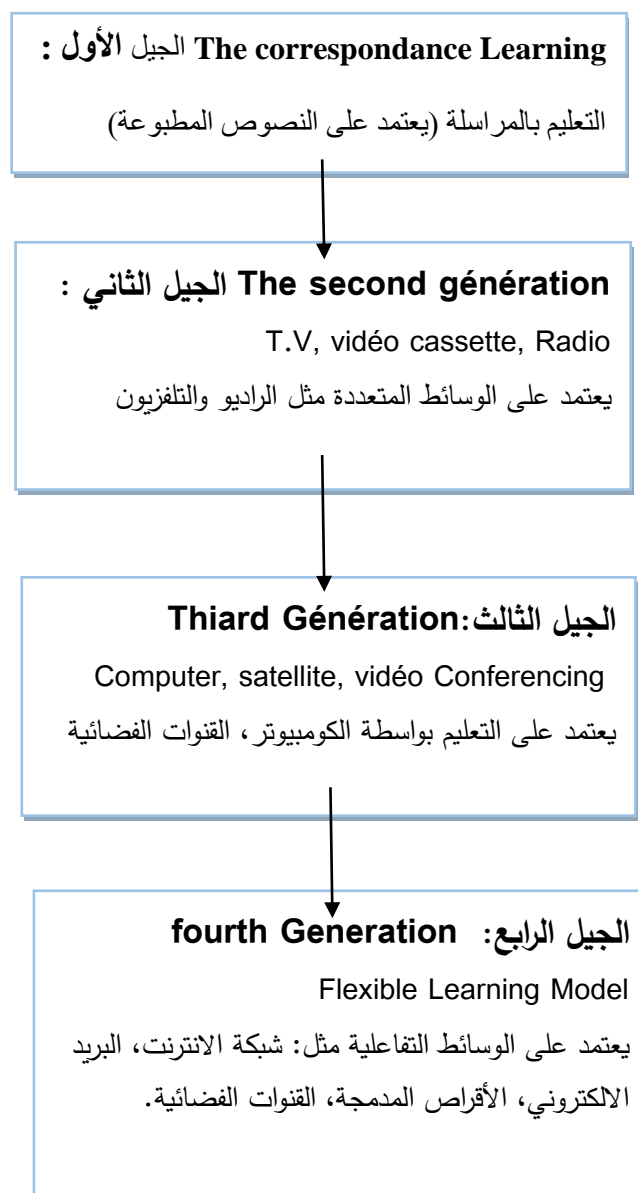 الجيل الأول : The correspondance Learning
التعليم بالمراسلة (يعتمد على النصوص المطبوعة)
The second génération الجيل الثاني :
T.V, vidéo cassette, Radio
يعتمد على الوسائط المتعددة مثل الراديو والتلفزيون
الجيل الثالث:Thiard Génération
Computer, satellite, vidéo Conferencing
يعتمد على التعليم بواسطة الكومبيوتر، القنوات الفضائية
الجيل الرابع: fourth Generation
Flexible Learning Model
يعتمد على الوسائط التفاعلية مثل: شبكة الانترنت، البريد
الالكتروني، الأقراص المدمجة، القنوات الفضائية.